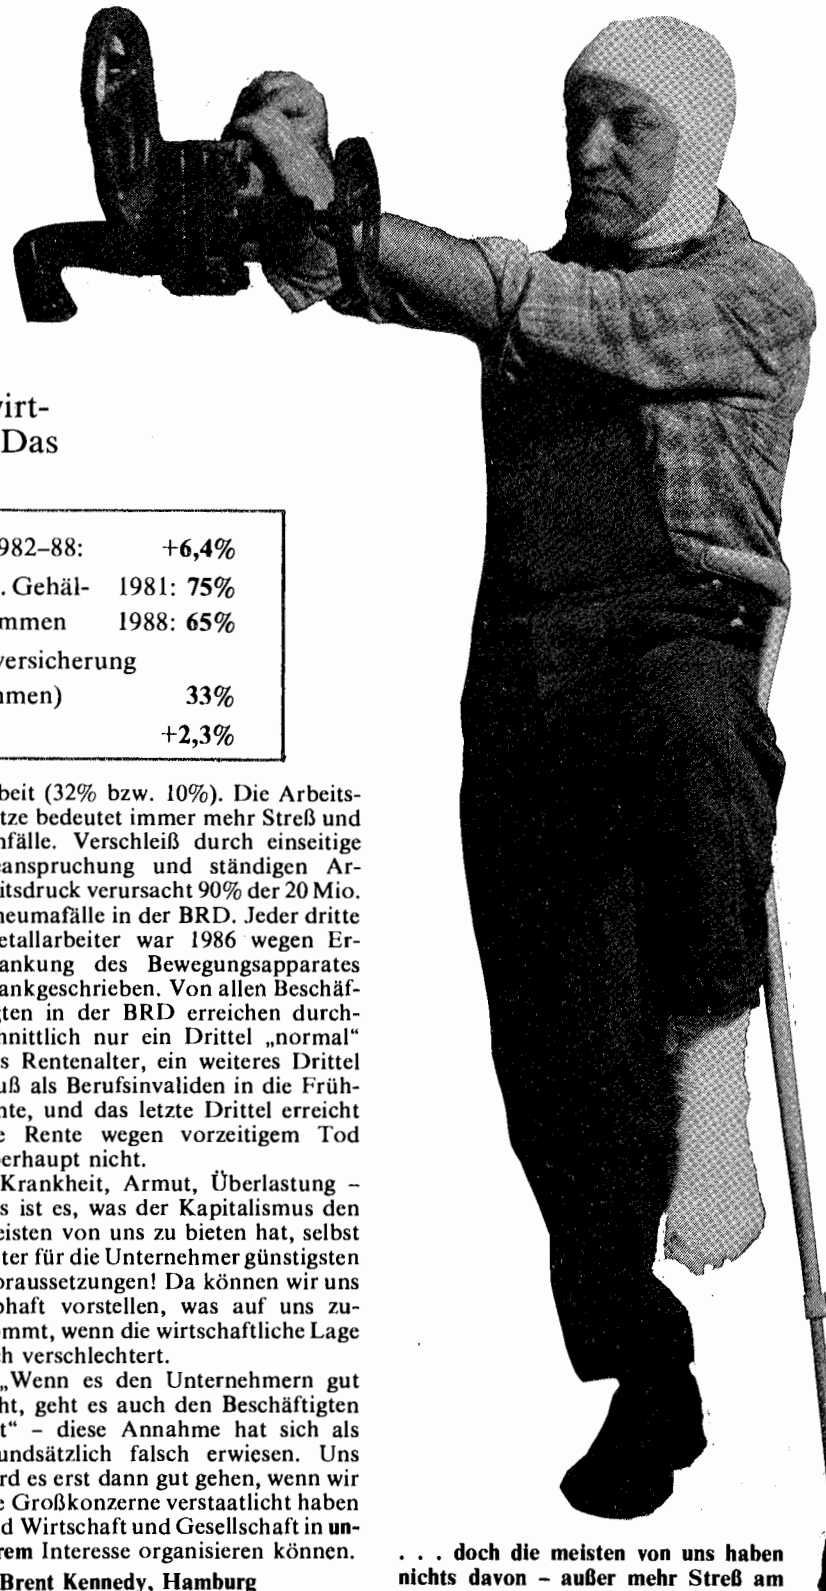 virt-
Das
982–88: +6,4%
. Gehäl- 1981: 75%
mmen 1988: 65%
versicherung
nmen) 33%
+2,3%
beit (32% bzw. 10%). Die Arbeits-
tze bedeutet immer mehr Streß und
nfälle. Verschleiß durch einseitige
eanspruchung und ständigen Ar-
itsdruck verursacht 90% der 20 Mio.
neumafälle in der BRD. Jeder dritte
etallarbeiter war 1986 wegen Er-
ankung des Bewegungsapparates
ankgeschrieben. Von allen Beschäf-
gten in der BRD erreichen durch-
hnittlich nur ein Drittel „normal“
s Rentenalter, ein weiteres Drittel
uß als Berufsinvaliden in die Früh-
nte, und das letzte Drittel erreicht
e Rente wegen vorzeitigem Tod
berhaupt nicht.
Krankheit, Armut, Überlastung –
s ist es, was der Kapitalismus den
eisten von uns zu bieten hat, selbst
ter für die Unternehmer günstigsten
oraussetzungen! Da können wir uns
bhaft vorstellen, was auf uns zu-
ommt, wenn die wirtschaftliche Lage
ch verschlechtert.
„Wenn es den Unternehmern gut
ht, geht es auch den Beschäftigten
t“ – diese Annahme hat sich als
undsätzlich falsch erwiesen. Uns
rd es erst dann gut gehen, wenn wir
e Großkonzerne verstaatlicht haben
d Wirtschaft und Gesellschaft in un-
rem Interesse organisieren können.
Brent Kennedy, Hamburg
. . . doch die meisten von uns haben
nichts davon – außer mehr Streß am